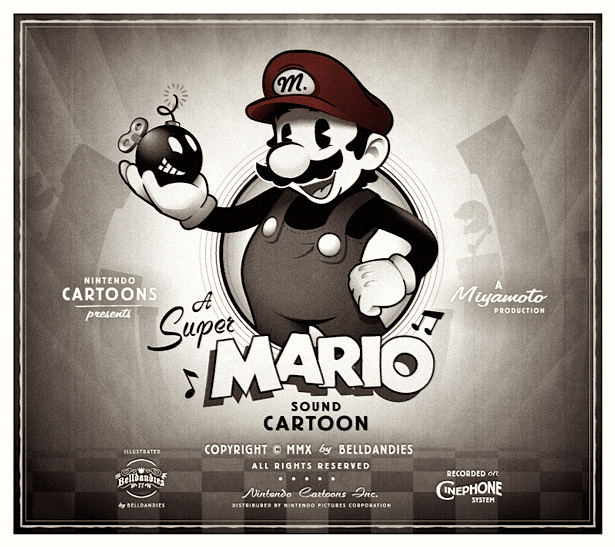 M.
NINTENDO
CARTOONS
presents
A
Miyamoto
PRODUCTION
A
Super
MARIO
SOUND
CARTOON
COPYRIGHT © MMX by BELLDANDIES
ALL RIGHTS RESERVED
Nintendo Cartoons Inc.
DISTRIBUTED BY NINTENDO PICTURES CORPORATION
ILLUSTRATED
Belldandies
77
by BELLDANDIES
RECORDED on
CINEPHONE
SYSTEM